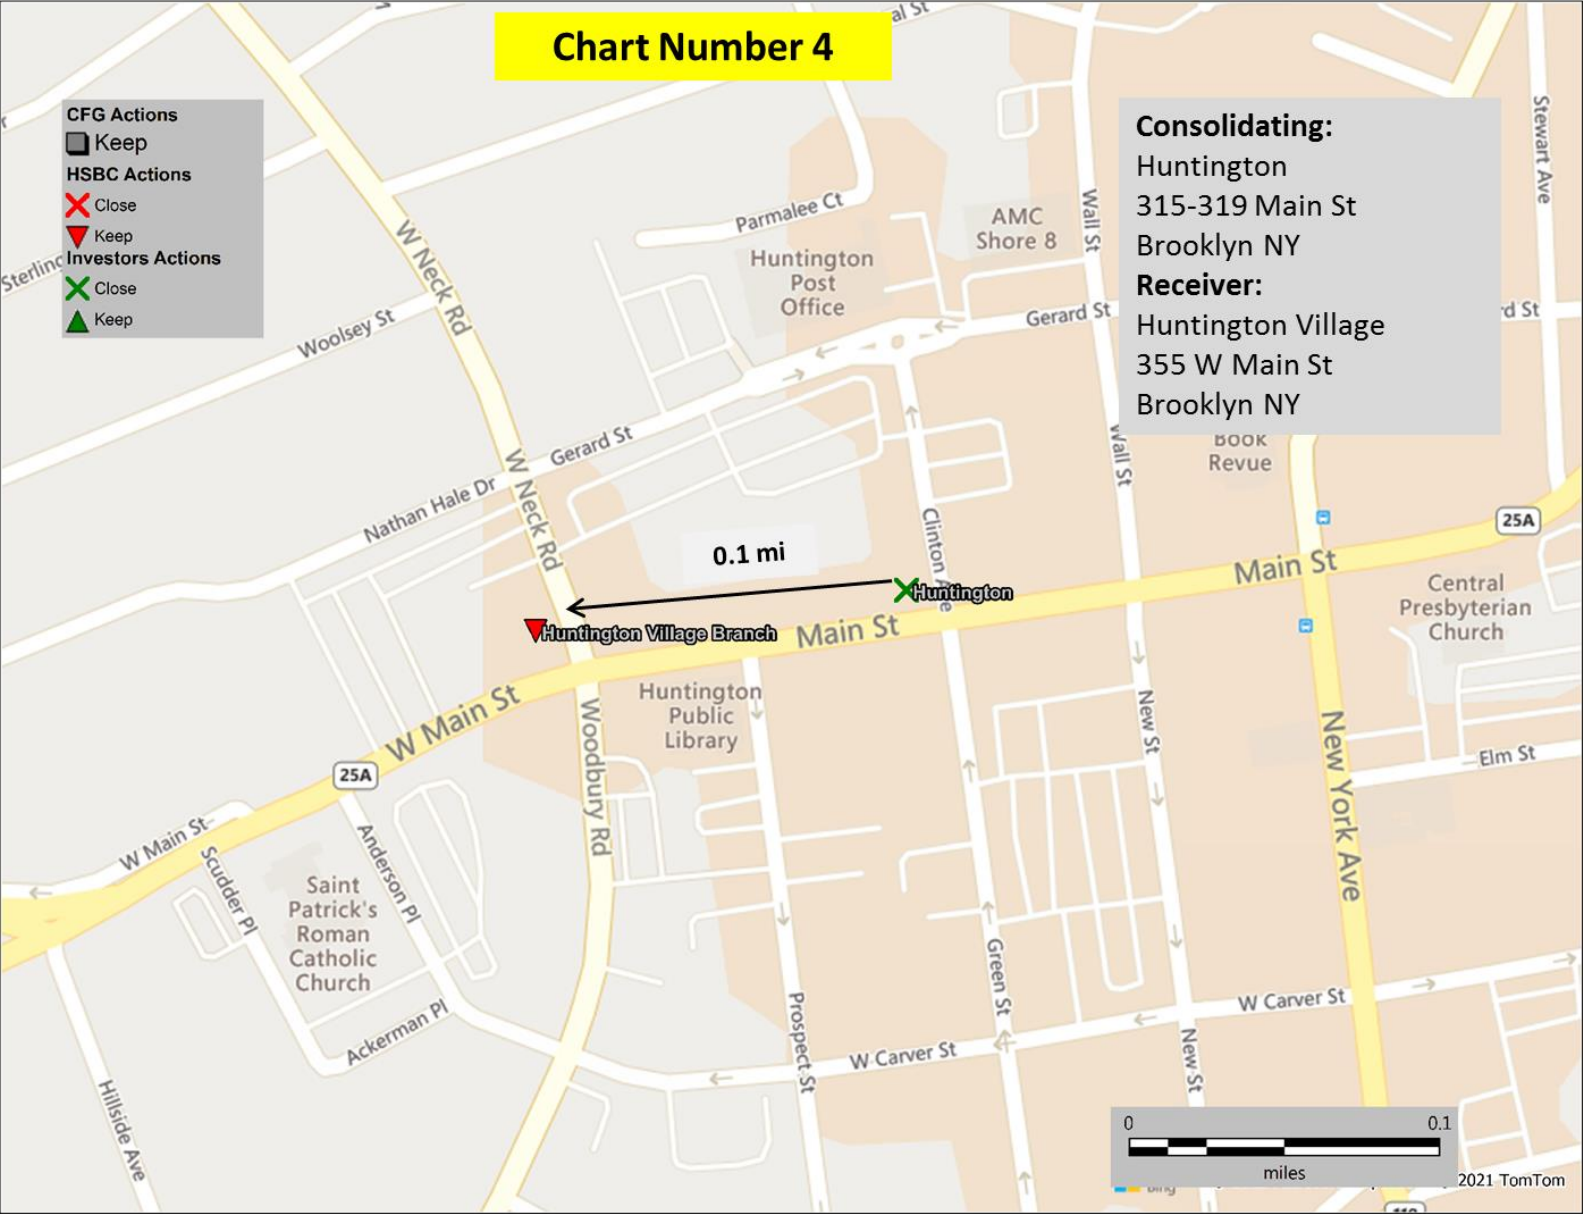 Chart Number 4
al St
CFG Actions
Keep
HSBC Actions
Close
Keep
Investors Actions
Close
Keep
Consolidating:
Huntington
315-319 Main St
Brooklyn NY
Receiver:
Huntington Village
355 W Main St
Brooklyn NY
Stewart Ave
Wall St
AMC
Shore 8
Parmalee Ct
Huntington
Post
Office
W Neck Rd
Sterling
Woolsey St
Gerard St
rd St
Gerard St
W Neck Rd
Nathan Hale Dr
Wall St
Book
Revue
Clinton Ave
25A
0.1 mi
Main St
Huntington
Huntington Village Branch
Main St
Central
Presbyterian
Church
W Main St
Huntington
Public
Library
Woodbury Rd
New St
New York Ave
Elm St
25A
W Main St
Scudder Pl
Anderson Pl
Saint
Patrick's
Roman
Catholic
Church
Green St
Prospect St
W Carver St
W Carver St
Ackerman Pl
New St
Hillside Ave
0
0.1
miles
2021 TomTom